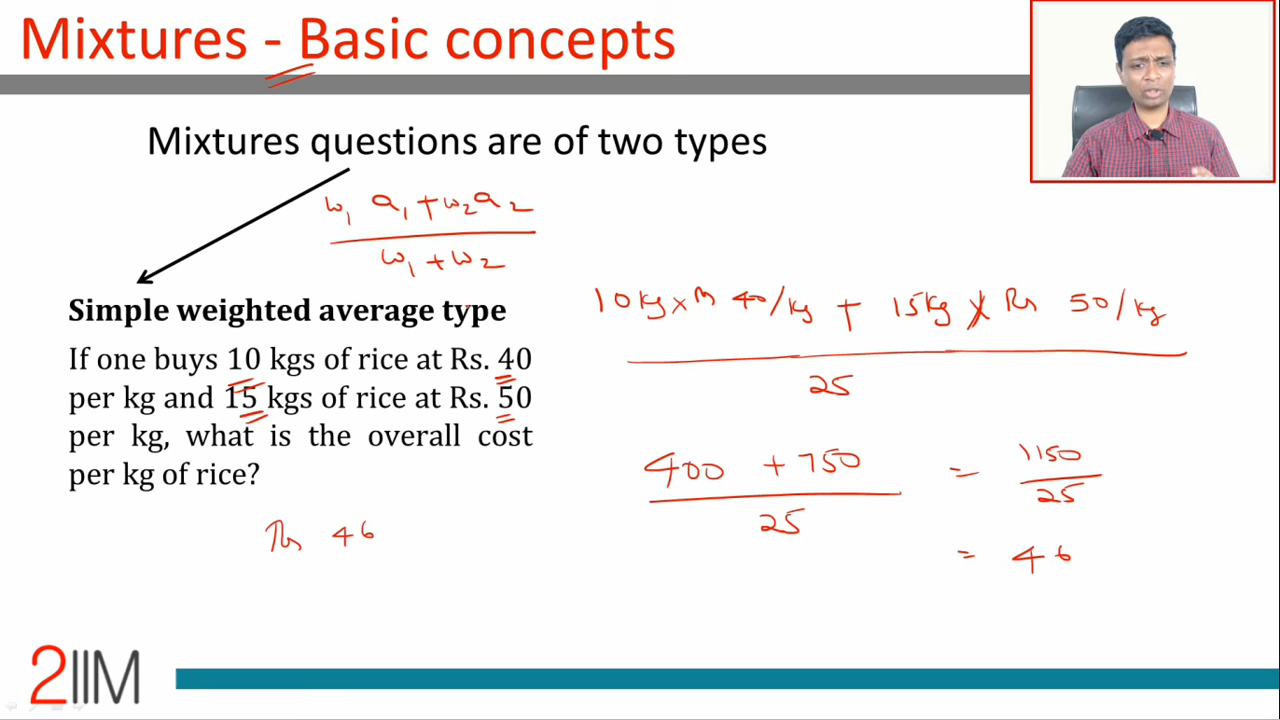 Mixtures - Basic concepts
Mixtures questions are of two types
w₁ a₁ + w₂ a₂
w₁ + w₂
Simple weighted average type
If one buys 10 kgs of rice at Rs. 40
per kg and 15 kgs of rice at Rs. 50
per kg, what is the overall cost
per kg of rice?
Rs 46
10kg × Rs 40/kg + 15kg × Rs 50/kg
25
400 + 750 = 1150
25 25
= 46
2IIM